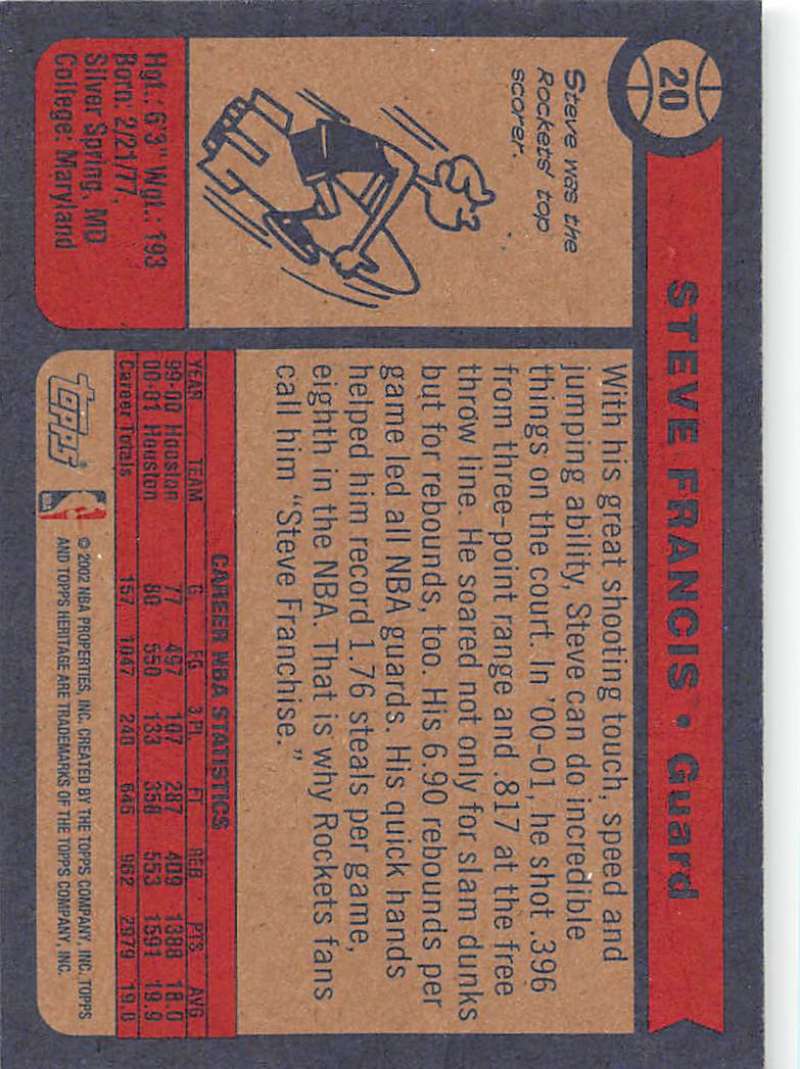 20
STEVE FRANCIS • Guard
Steve was the
Rockets' top
scorer.
Hgt.: 6'3" Wgt.: 193
Born: 2/21/77,
Silver Spring, MD
College: Maryland
With his great shooting touch, speed and
jumping ability, Steve can do incredible
things on the court. In '00-01, he shot .396
from three-point range and .817 at the free
throw line. He soared not only for slam dunks
but for rebounds, too. His 6.90 rebounds per
game led all NBA guards. His quick hands
helped him record 1.76 steals per game,
eighth in the NBA. That is why Rockets fans
call him "Steve Franchise."
CAREER NBA STATISTICS
YEAR TEAM G FG 3 PT FT REB PTS AVG
99-00 Houston 77 497 107 287 409 1388 18.0
00-01 Houston 80 550 133 358 553 1591 19.9
Career Totals 157 1047 240 645 962 2979 19.0
TOPPS®
© 2002 NBA PROPERTIES, INC. CREATED BY THE TOPPS COMPANY, INC. TOPPS
AND TOPPS HERITAGE ARE TRADEMARKS OF THE TOPPS COMPANY, INC.